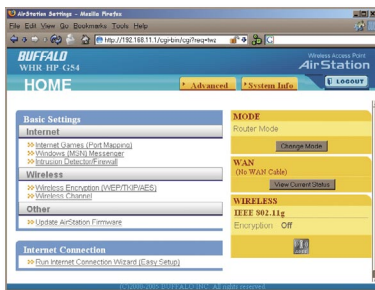 AirStation Settings - Mozilla Firefox
File Edit View Go Bookmarks Tools Help
http://192.168.11.1/cgi-bin/cgi?req=twz
BUFFALO
WHR HP-G54
Wireless Access Point
AirStation
HOME
Advanced
System Info
LOGOUT
Basic Settings
Internet
Internet Games (Port Mapping)
Windows (MSN) Messenger
Intrusion Detector/Firewall
Wireless
Wireless Encryption (WEP/TKIP/AES)
Wireless Channel
Other
Update AirStation Firmware
Internet Connection
Run Internet Connection Wizard (Easy Setup)
MODE
Router Mode
Change Mode
WAN
(No WAN Cable)
View Current Status
WIRELESS
IEEE 802.11g
Encryption Off
(C)2000-2005 BUFFALO INC. All rights reserved.